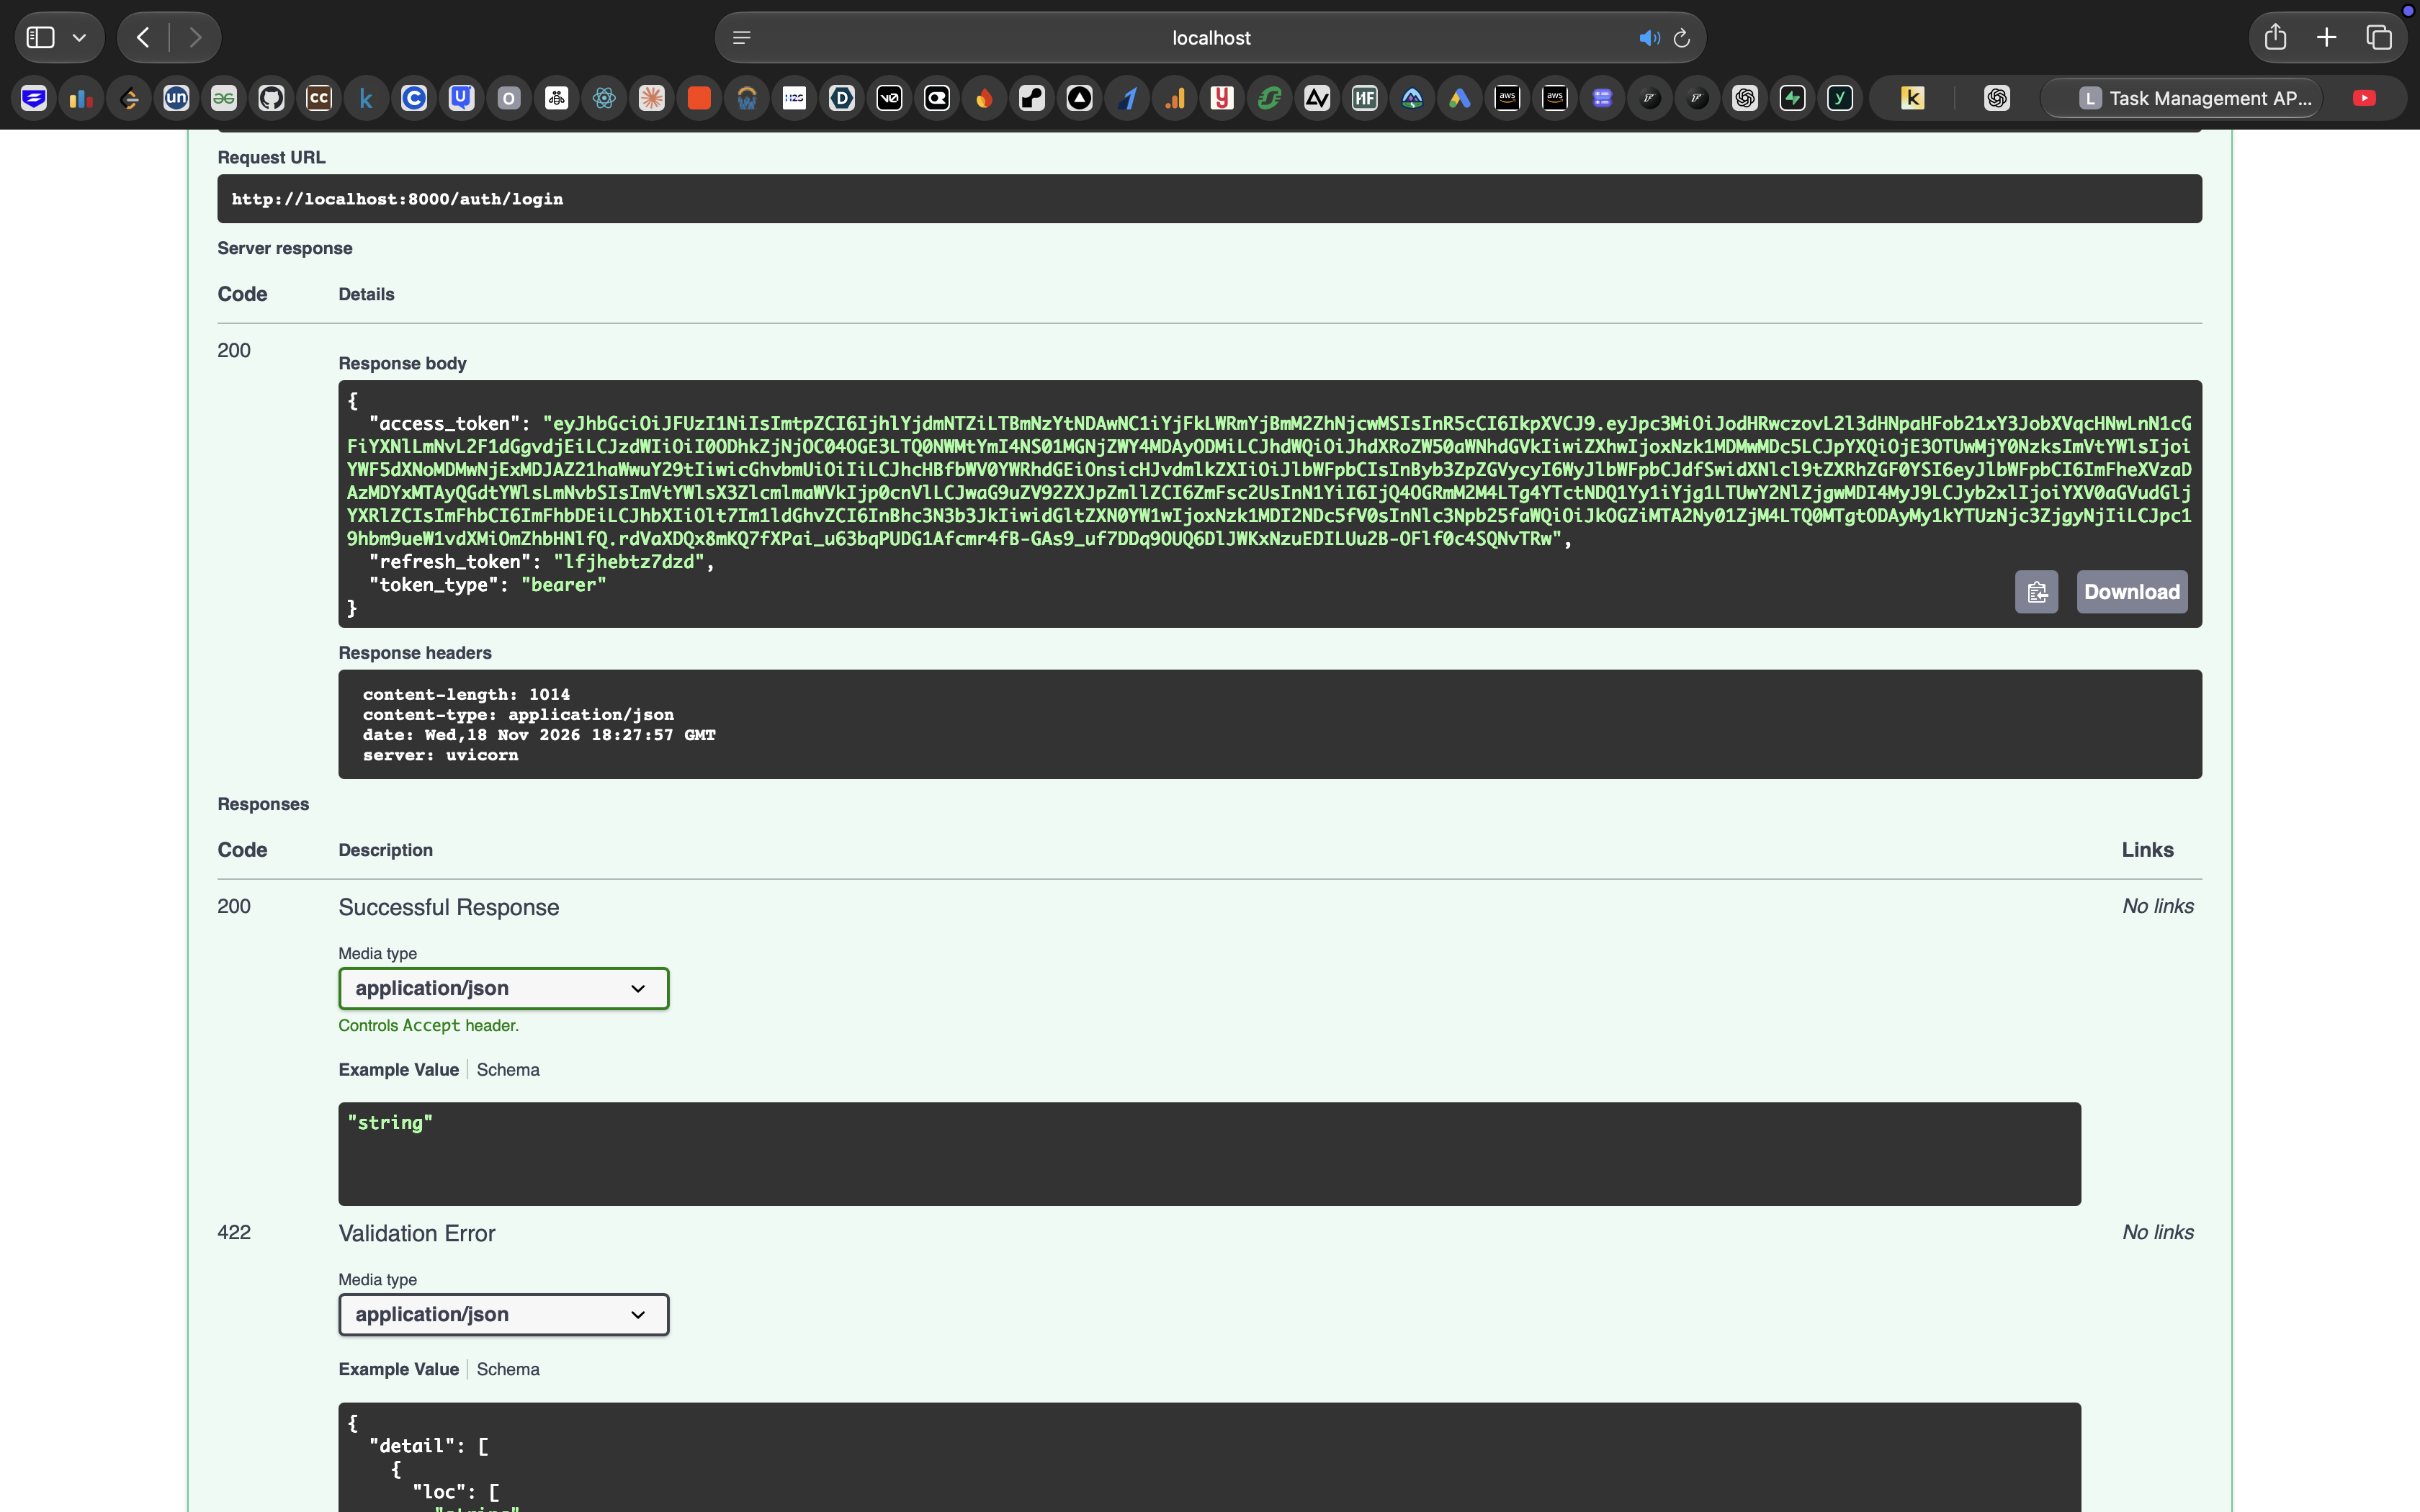 localhost
L Task Management AP...
Request URL
http://localhost:8000/auth/login
Server response
Code Details
200
Response body
{
"access_token": "eyJhbGciOiJFUzI1NiIsImtpZCI6IjhlYjdmNTZiLTBmNzYtNDAwNC1iYjFkLWRmYjBmM2ZhNjcwMSIsInR5cCI6IkpXVCJ9.eyJpc3MiOiJodHRwczovL2l3dHNpaHFob21xY3JobXVqcHNwLnN1cG
FiYXNlLmNvL2F1dGgvdjEiLCJzdWIiOiI0ODhkZjNjOC04OGE3LTQ0NWMtYmI4NS01MGNjZWY4MDAyODMiLCJhdWQiOiJhdXRoZW50aWNhdGVkIiwiZXhwIjoxNzk1MDMwMDc5LCJpYXQiOjE3OTUwMjY0NzksImVtYWlsIjoi
YWF5dXNoMDMwNjExMDJAZ21haWwuY29tIiwicGhvbmUiOiIiLCJhcHBfbWV0YWRhdGEiOnsicHJvdmlkZXIiOiJlbWFpbCIsInByb3ZpZGVycyI6WyJlbWFpbCJdfSwidXNlcl9tZXRhZGF0YSI6eyJlbWFpbCI6ImFheXVzaD
AzMDYxMTAyQGdtYWlsLmNvbSIsImVtYWlsX3ZlcmlmaWVkIjp0cnVlLCJwaG9uZV92ZXJpZmllZCI6ZmFsc2UsInN1YiI6IjQ4OGRmM2M4LTg4YTctNDQ1Yy1iYjg1LTUwY2NlZjgwMDI4MyJ9LCJyb2xlIjoiYXV0aGVudGlj
YXRlZCIsImFhbCI6ImFhbDEiLCJhbXIiOlt7Im1ldGhvZCI6InBhc3N3b3JkIiwidGltZXN0YW1wIjoxNzk1MDI2NDc5fV0sInNlc3Npb25faWQiOiJkOGZiMTA2Ny01ZjM4LTQ0MTgtODAyMy1kYTUzNjc3ZjgyNjIiLCJpc1
9hbm9ueW1vdXMiOmZhbHNlfQ.rdVaXDQx8mKQ7fXPai_u63bqPUDG1Afcmr4fB-GAs9_uf7DDq9OUQ6DlJWKxNzuEDILUu2B-OFlf0c4SQNvTRw",
"refresh_token": "lfjhebtz7dzd",
"token_type": "bearer"
}
Download
Response headers
content-length: 1014
content-type: application/json
date: Wed,18 Nov 2026 18:27:57 GMT
server: uvicorn
Responses
Code Description Links
200 Successful Response No links
Media type
application/json
Controls Accept header.
Example Value Schema
"string"
422 Validation Error No links
Media type
application/json
Example Value Schema
{
"detail": [
{
"loc": [